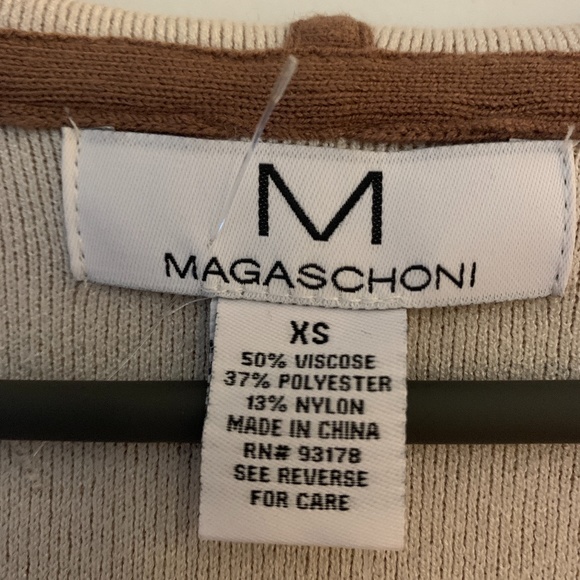 M
MAGASCHONI
XS
50% VISCOSE
37% POLYESTER
13% NYLON
MADE IN CHINA
RN# 93178
SEE REVERSE
FOR CARE